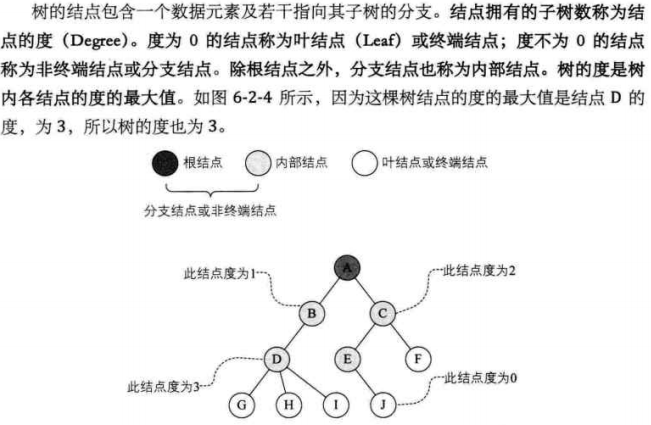 树的结点包含一个数据元素及若干指向其子树的分支。结点拥有的子树数称为结
点的度（Degree）。度为 0 的结点称为叶结点（Leaf）或终端结点；度不为 0 的结点
称为非终端结点或分支结点。除根结点之外，分支结点也称为内部结点。树的度是树
内各结点的度的最大值。如图 6-2-4 所示，因为这棵树结点的度的最大值是结点 D 的
度，为 3，所以树的度也为 3。
根结点 内部结点 叶结点或终端结点
分支结点或非终端结点
此结点度为1 A 此结点度为2
B C
D E F
此结点度为3 此结点度为0
G H I J